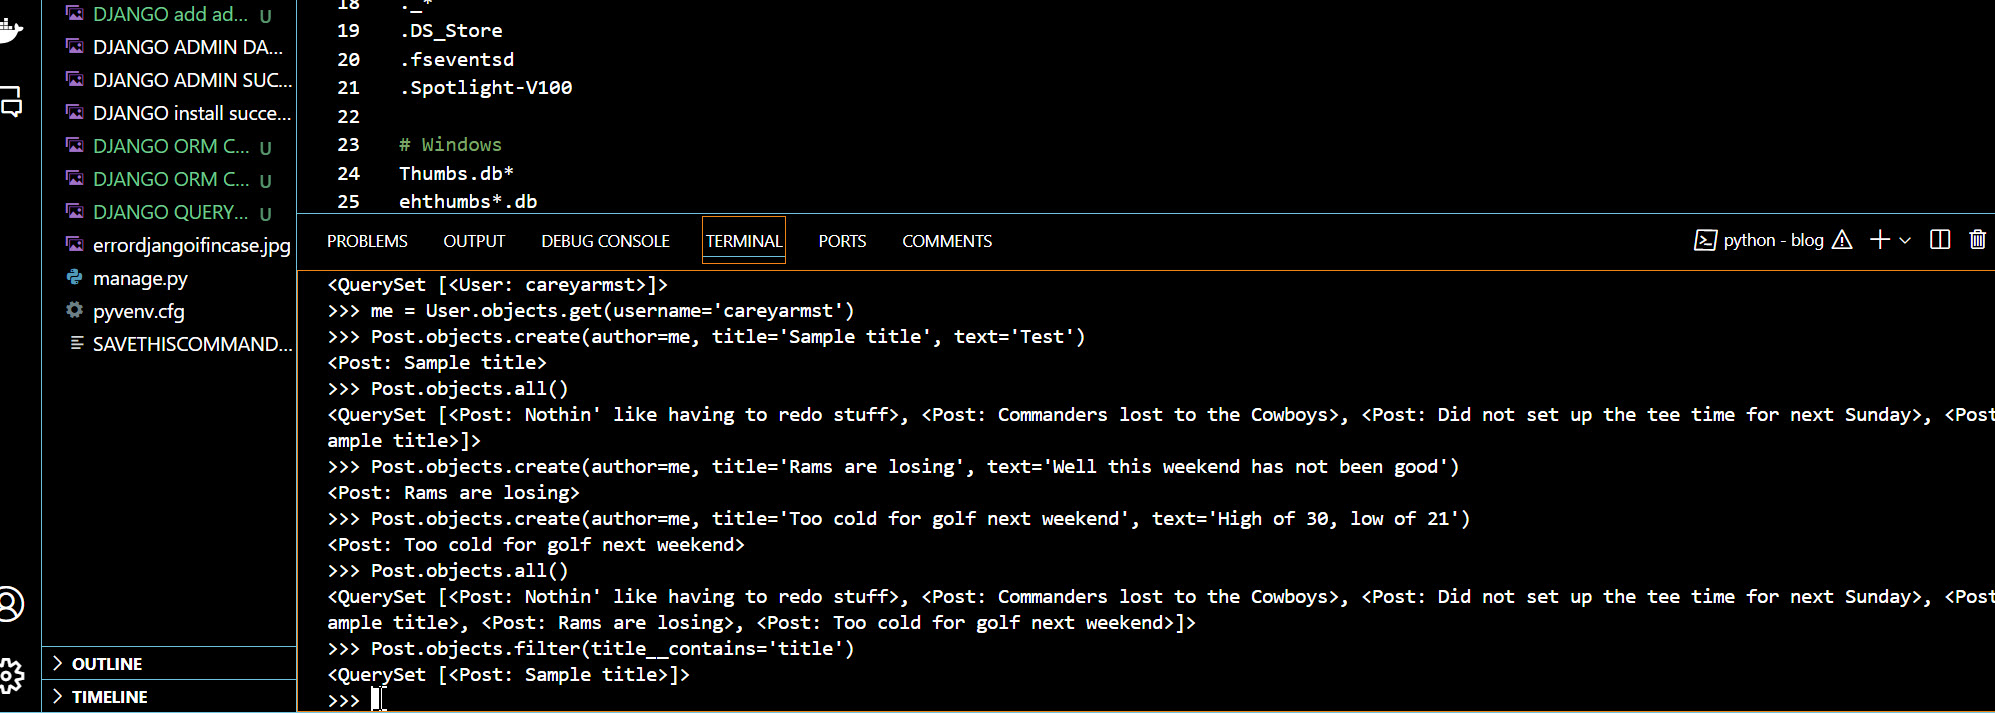 DJANGO add ad... U
DJANGO ADMIN DA...
DJANGO ADMIN SUC...
DJANGO install succe...
DJANGO ORM C... U
DJANGO ORM C... U
DJANGO QUERY... U
errordjangoifincase.jpg
manage.py
pyvenv.cfg
SAVETHISCOMMAND...
OUTLINE
TIMELINE
18 ._*
19 .DS_Store
20 .fseventsd
21 .Spotlight-V100
22
23 # Windows
24 Thumbs.db*
25 ehthumbs*.db
PROBLEMS OUTPUT DEBUG CONSOLE TERMINAL PORTS COMMENTS python - blog
<QuerySet [<User: careyarmst>]>
>>> me = User.objects.get(username='careyarmst')
>>> Post.objects.create(author=me, title='Sample title', text='Test')
<Post: Sample title>
>>> Post.objects.all()
<QuerySet [<Post: Nothin' like having to redo stuff>, <Post: Commanders lost to the Cowboys>, <Post: Did not set up the tee time for next Sunday>, <Post
ample title>]>
>>> Post.objects.create(author=me, title='Rams are losing', text='Well this weekend has not been good')
<Post: Rams are losing>
>>> Post.objects.create(author=me, title='Too cold for golf next weekend', text='High of 30, low of 21')
<Post: Too cold for golf next weekend>
>>> Post.objects.all()
<QuerySet [<Post: Nothin' like having to redo stuff>, <Post: Commanders lost to the Cowboys>, <Post: Did not set up the tee time for next Sunday>, <Post
ample title>, <Post: Rams are losing>, <Post: Too cold for golf next weekend>]>
>>> Post.objects.filter(title__contains='title')
<QuerySet [<Post: Sample title>]>
>>>